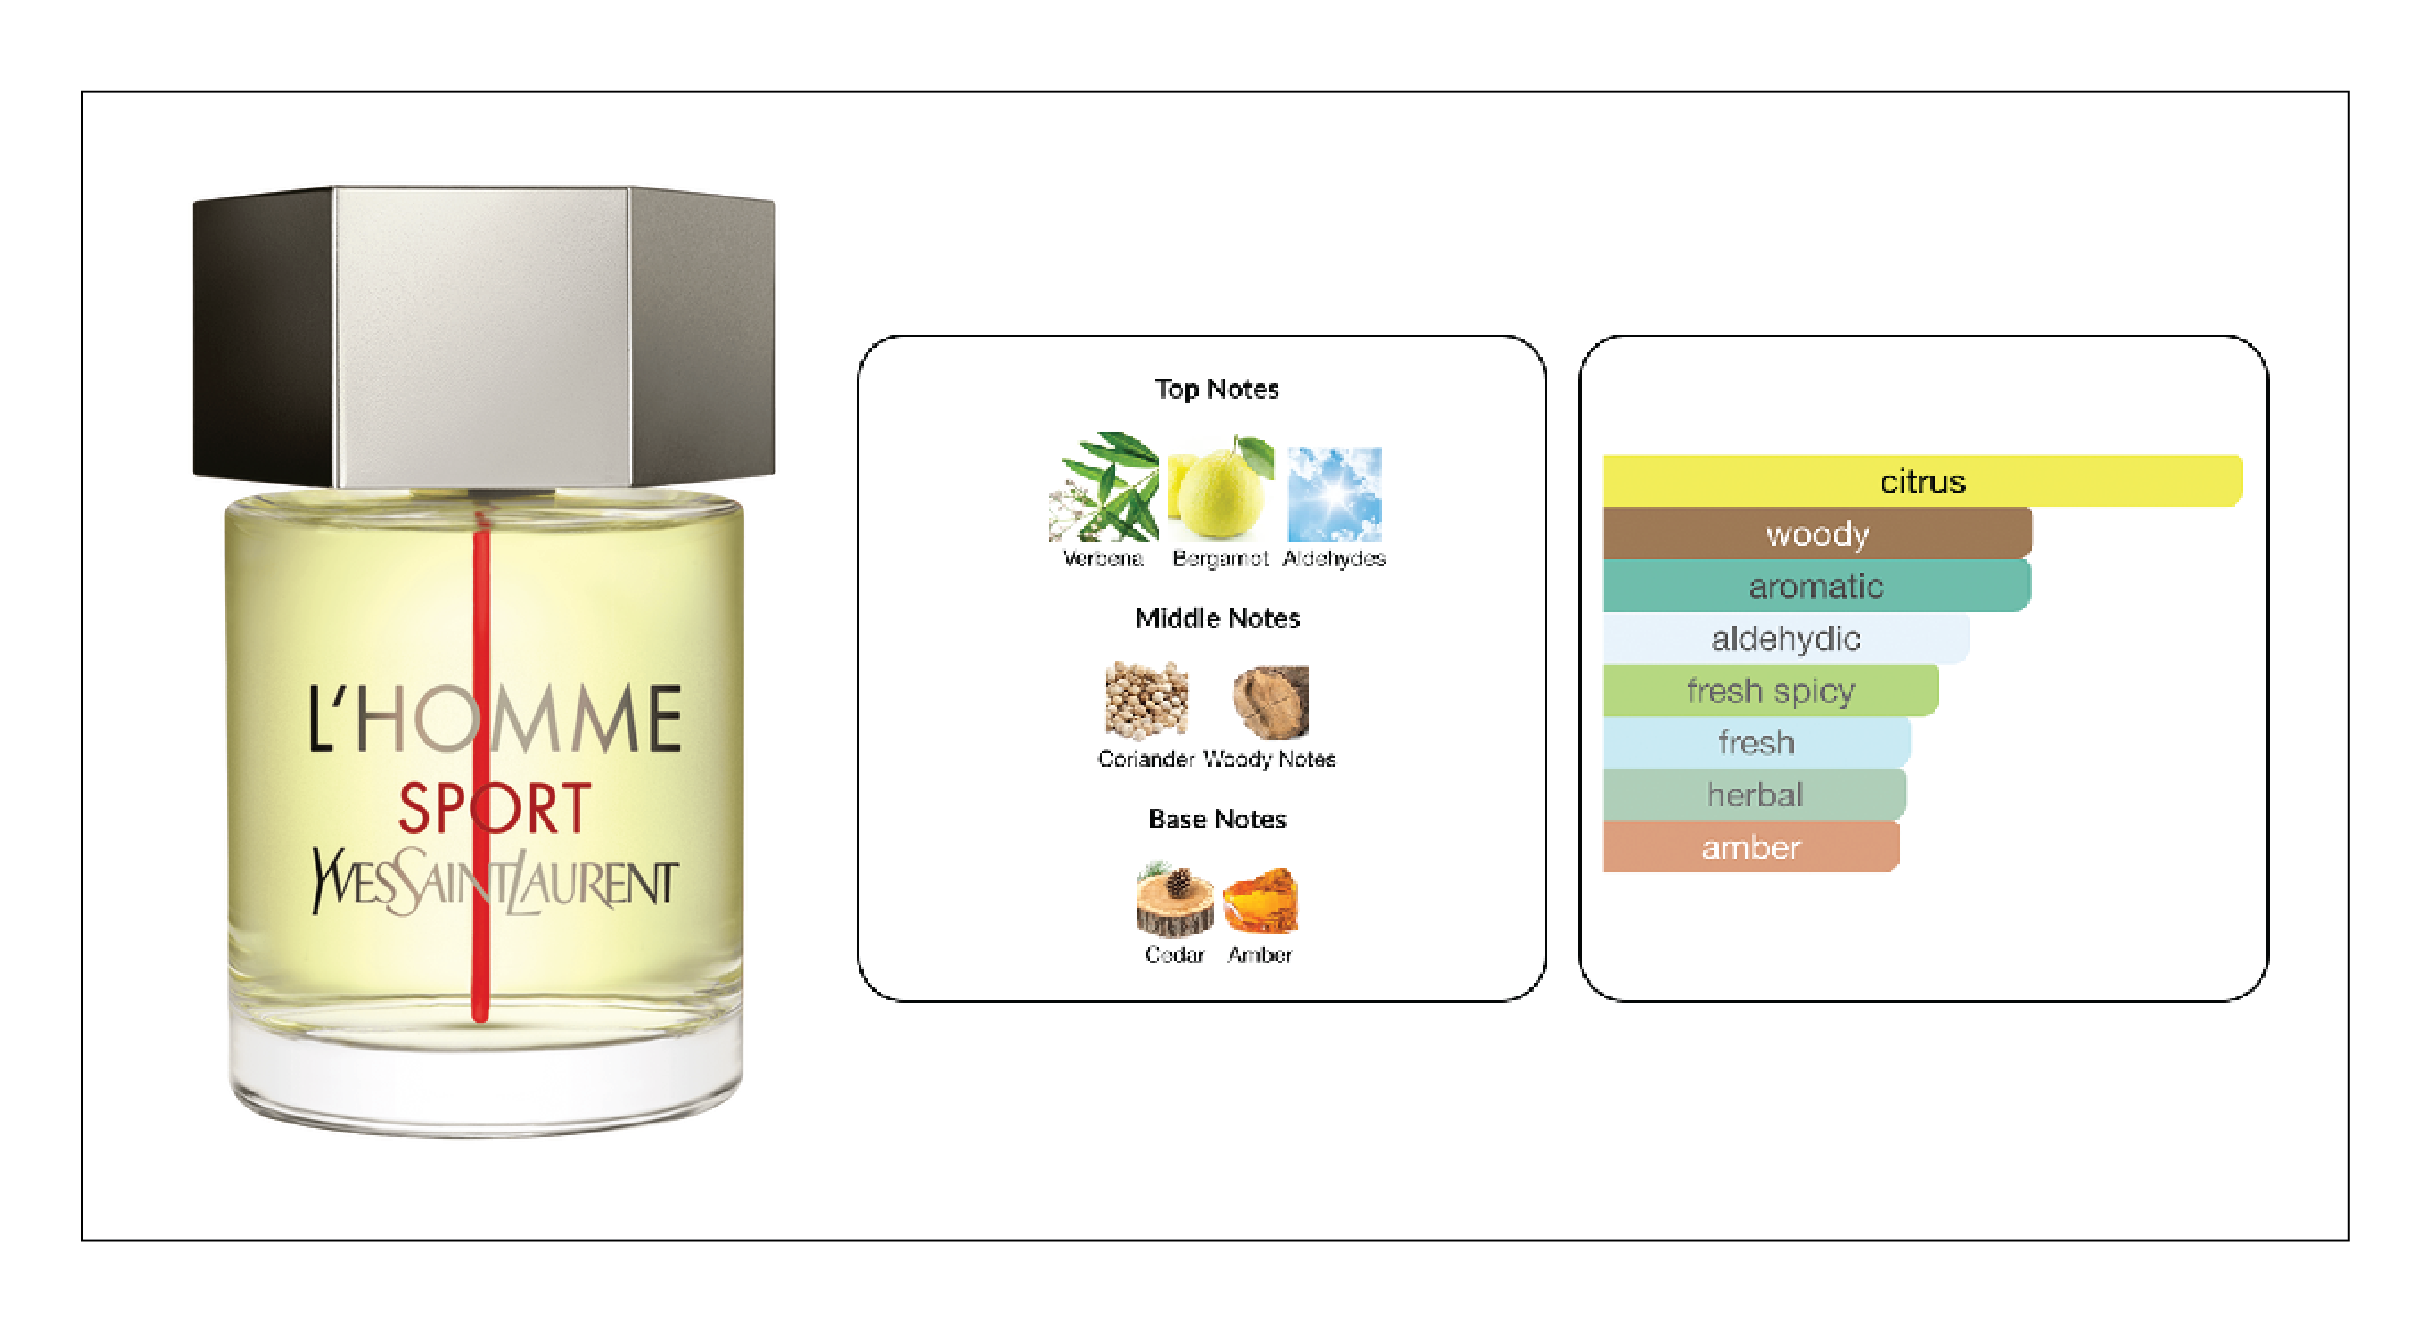 L'HOMME
SPORT
YVESSAINTLAURENT
Top Notes
Verbena Bergamot Aldehydes
Middle Notes
Coriander Woody Notes
Base Notes
Cedar Amber
citrus
woody
aromatic
aldehydic
fresh spicy
fresh
herbal
amber